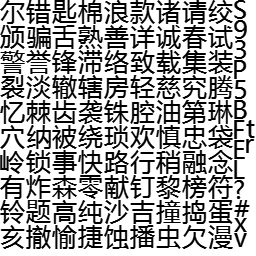 尔错匙棉浪款诸请绞S
颁骗舌熟善详诚春试9
警誉锋滞络致载集装3
裂淡辙辖房轻慈究腾P
忆棘齿袭铁腔油第琳5
穴纳被绕琐欢慎忠袋B
岭锁事快路行稍融念Ft
有炸森零献钉黎榜符Er
铃题高纯沙吉撞捣蛋L
亥撤愉捷蚀播虫欠漫?
#
x
v